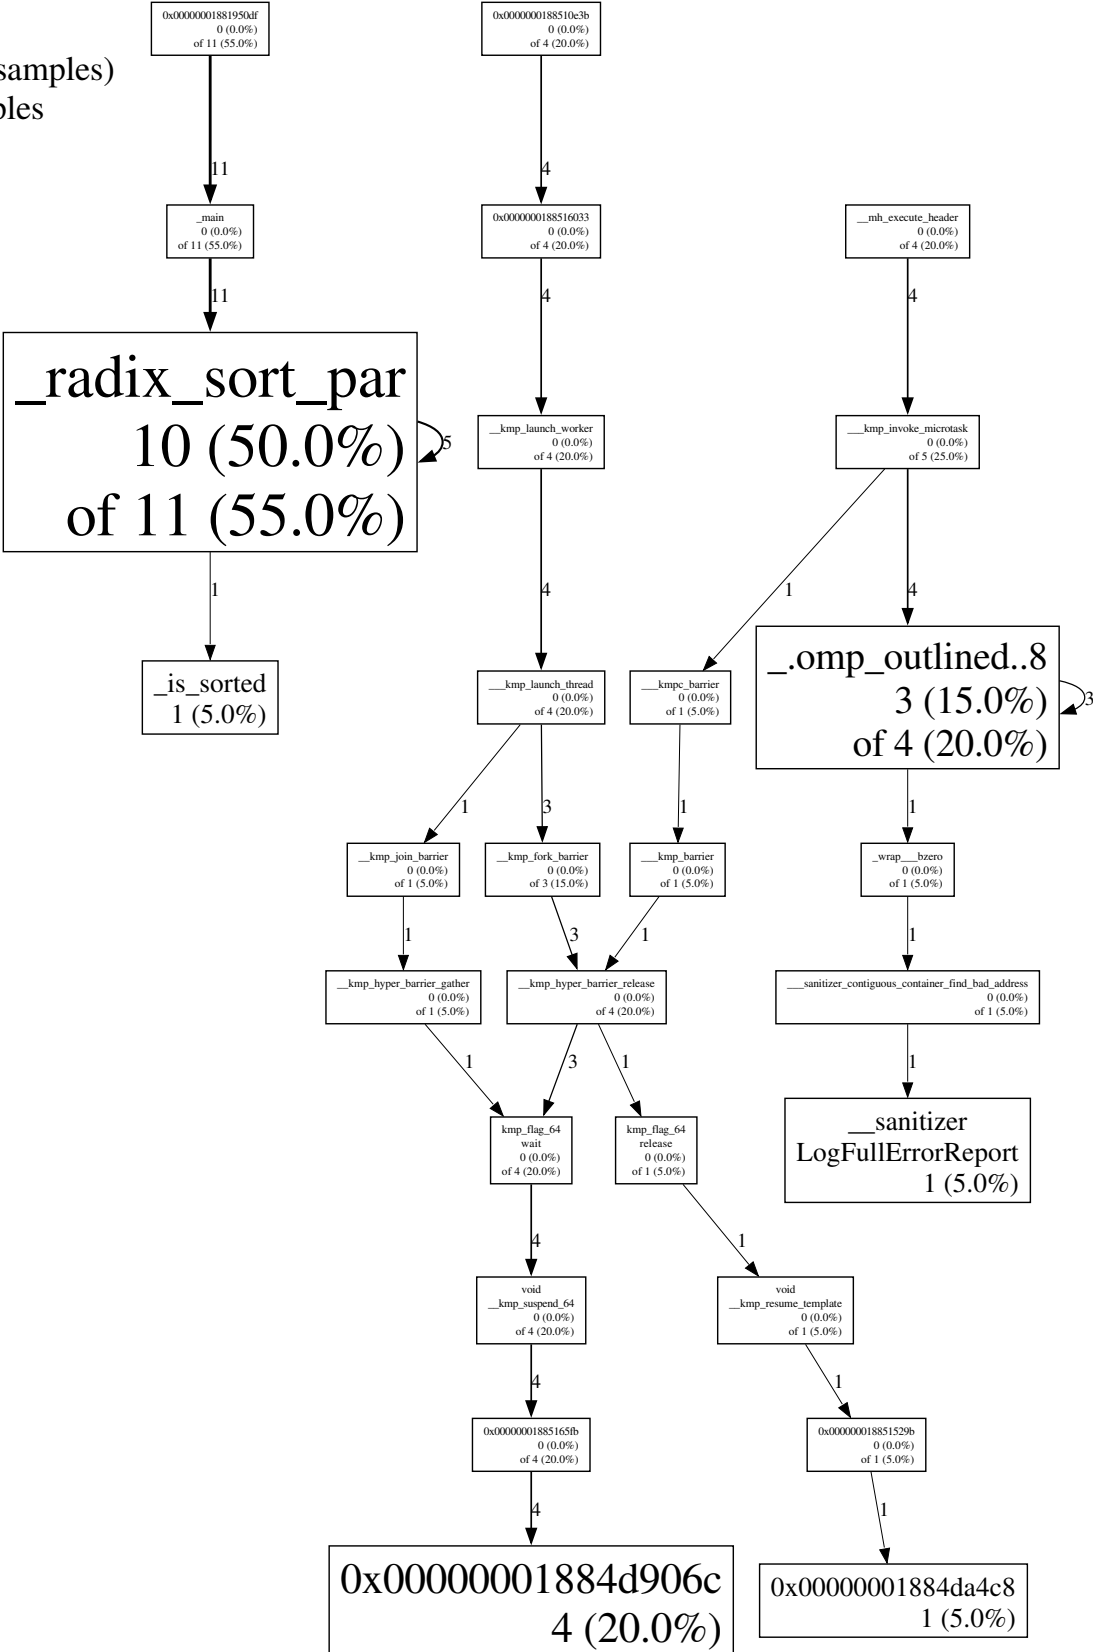 0x00000001881950df
0 (0.0%)
of 11 (55.0%)
0x0000000188510e3b
0 (0.0%)
of 4 (20.0%)
samples)
ples
11
4
_main
0 (0.0%)
of 11 (55.0%)
0x0000000188516033
0 (0.0%)
of 4 (20.0%)
__mh_execute_header
0 (0.0%)
of 4 (20.0%)
11
4
4
_radix_sort_par
10 (50.0%)
of 11 (55.0%)
5
__kmp_launch_worker
0 (0.0%)
of 4 (20.0%)
___kmp_invoke_microtask
0 (0.0%)
of 5 (25.0%)
1
4
1
4
_is_sorted
1 (5.0%)
___kmp_launch_thread
0 (0.0%)
of 4 (20.0%)
___kmpc_barrier
0 (0.0%)
of 1 (5.0%)
_.omp_outlined..8
3 (15.0%)
of 4 (20.0%)
3
1
3
1
1
__kmp_join_barrier
0 (0.0%)
of 1 (5.0%)
__kmp_fork_barrier
0 (0.0%)
of 3 (15.0%)
___kmp_barrier
0 (0.0%)
of 1 (5.0%)
_wrap___bzero
0 (0.0%)
of 1 (5.0%)
1
3
1
1
__kmp_hyper_barrier_gather
0 (0.0%)
of 1 (5.0%)
__kmp_hyper_barrier_release
0 (0.0%)
of 4 (20.0%)
___sanitizer_contiguous_container_find_bad_address
0 (0.0%)
of 1 (5.0%)
1
3
1
1
kmp_flag_64
wait
0 (0.0%)
of 4 (20.0%)
kmp_flag_64
release
0 (0.0%)
of 1 (5.0%)
__sanitizer
LogFullErrorReport
1 (5.0%)
4
1
void
__kmp_suspend_64
0 (0.0%)
of 4 (20.0%)
void
__kmp_resume_template
0 (0.0%)
of 1 (5.0%)
4
1
0x00000001885165fb
0 (0.0%)
of 4 (20.0%)
0x000000018851529b
0 (0.0%)
of 1 (5.0%)
4
1
0x00000001884d906c
4 (20.0%)
0x00000001884da4c8
1 (5.0%)